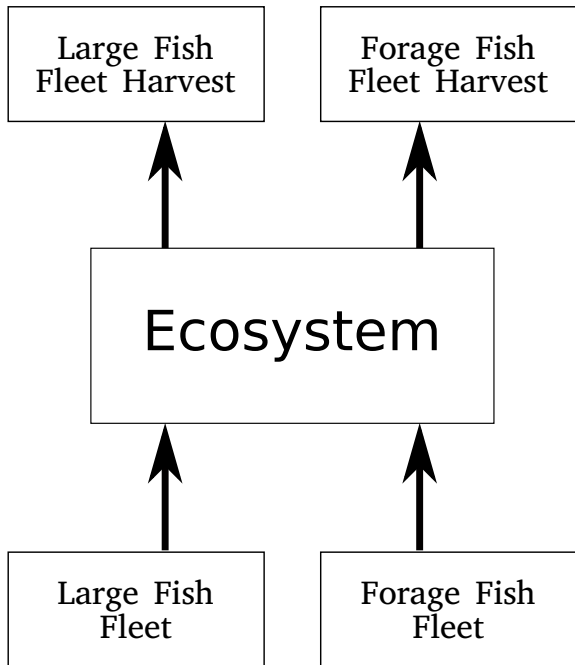 Large Fish
Fleet Harvest
Forage Fish
Fleet Harvest
Ecosystem
Large Fish
Fleet
Forage Fish
Fleet